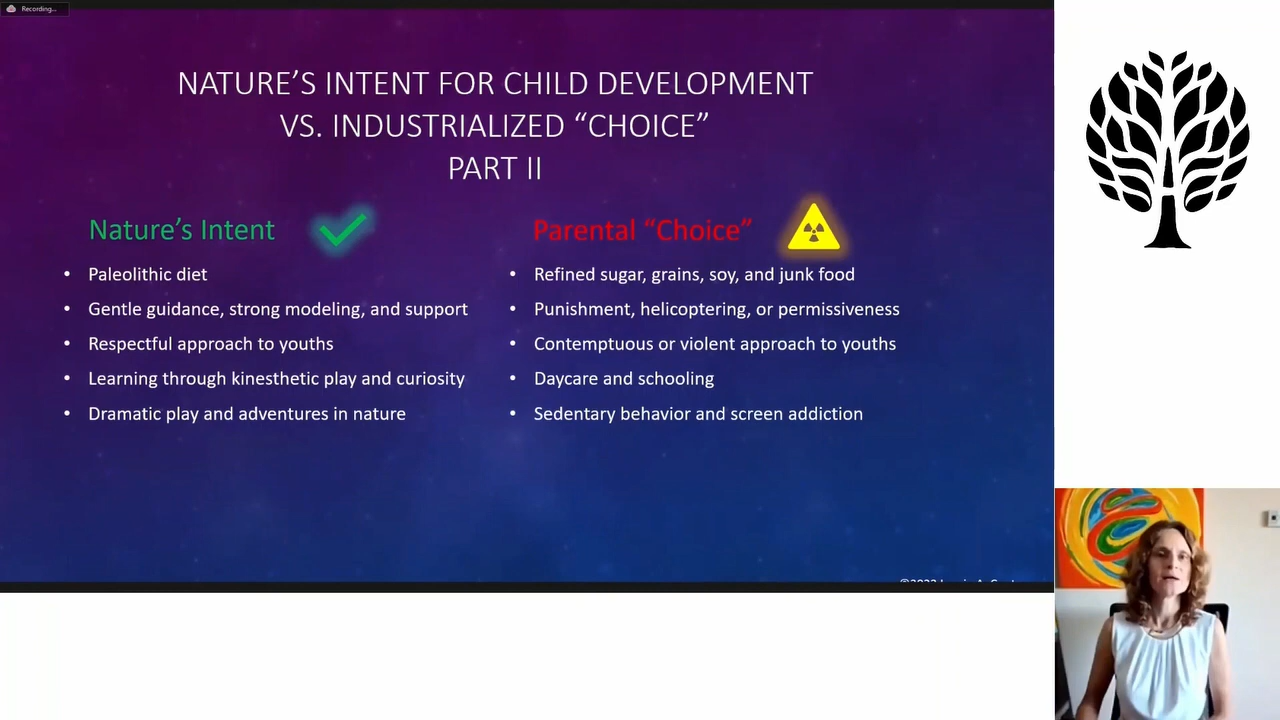 Recording...
NATURE’S INTENT FOR CHILD DEVELOPMENT
VS. INDUSTRIALIZED “CHOICE”
PART II
Nature’s Intent
• Paleolithic diet
• Gentle guidance, strong modeling, and support
• Respectful approach to youths
• Learning through kinesthetic play and curiosity
• Dramatic play and adventures in nature
Parental “Choice”
• Refined sugar, grains, soy, and junk food
• Punishment, helicoptering, or permissiveness
• Contemptuous or violent approach to youths
• Daycare and schooling
• Sedentary behavior and screen addiction